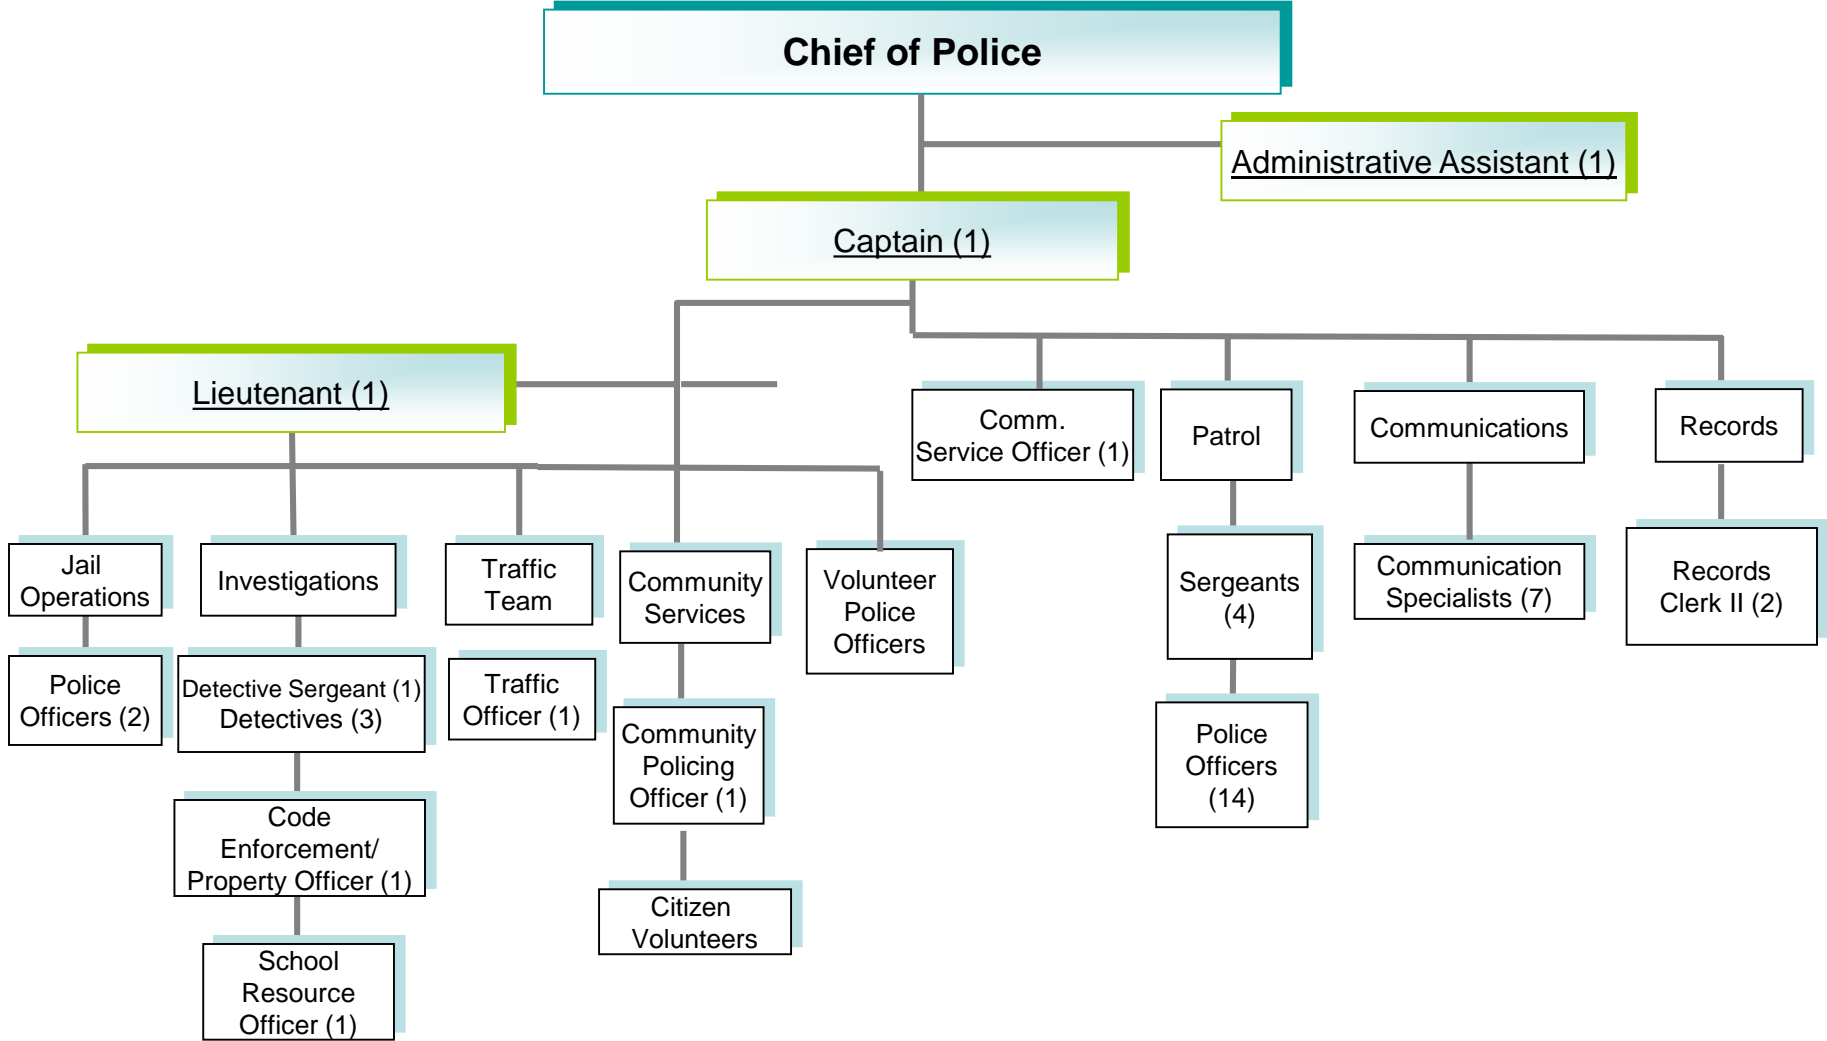 Chief of Police
Administrative Assistant (1)
Captain (1)
Lieutenant (1)
Comm.
Service Officer (1)
Patrol
Communications
Records
Jail
Operations
Investigations
Traffic
Team
Community
Services
Volunteer
Police
Officers
Sergeants
(4)
Communication
Specialists (7)
Records
Clerk II (2)
Police
Officers (2)
Detective Sergeant (1)
Detectives (3)
Traffic
Officer (1)
Community
Policing
Officer (1)
Police
Officers
(14)
Code
Enforcement/
Property Officer (1)
Citizen
Volunteers
School
Resource
Officer (1)